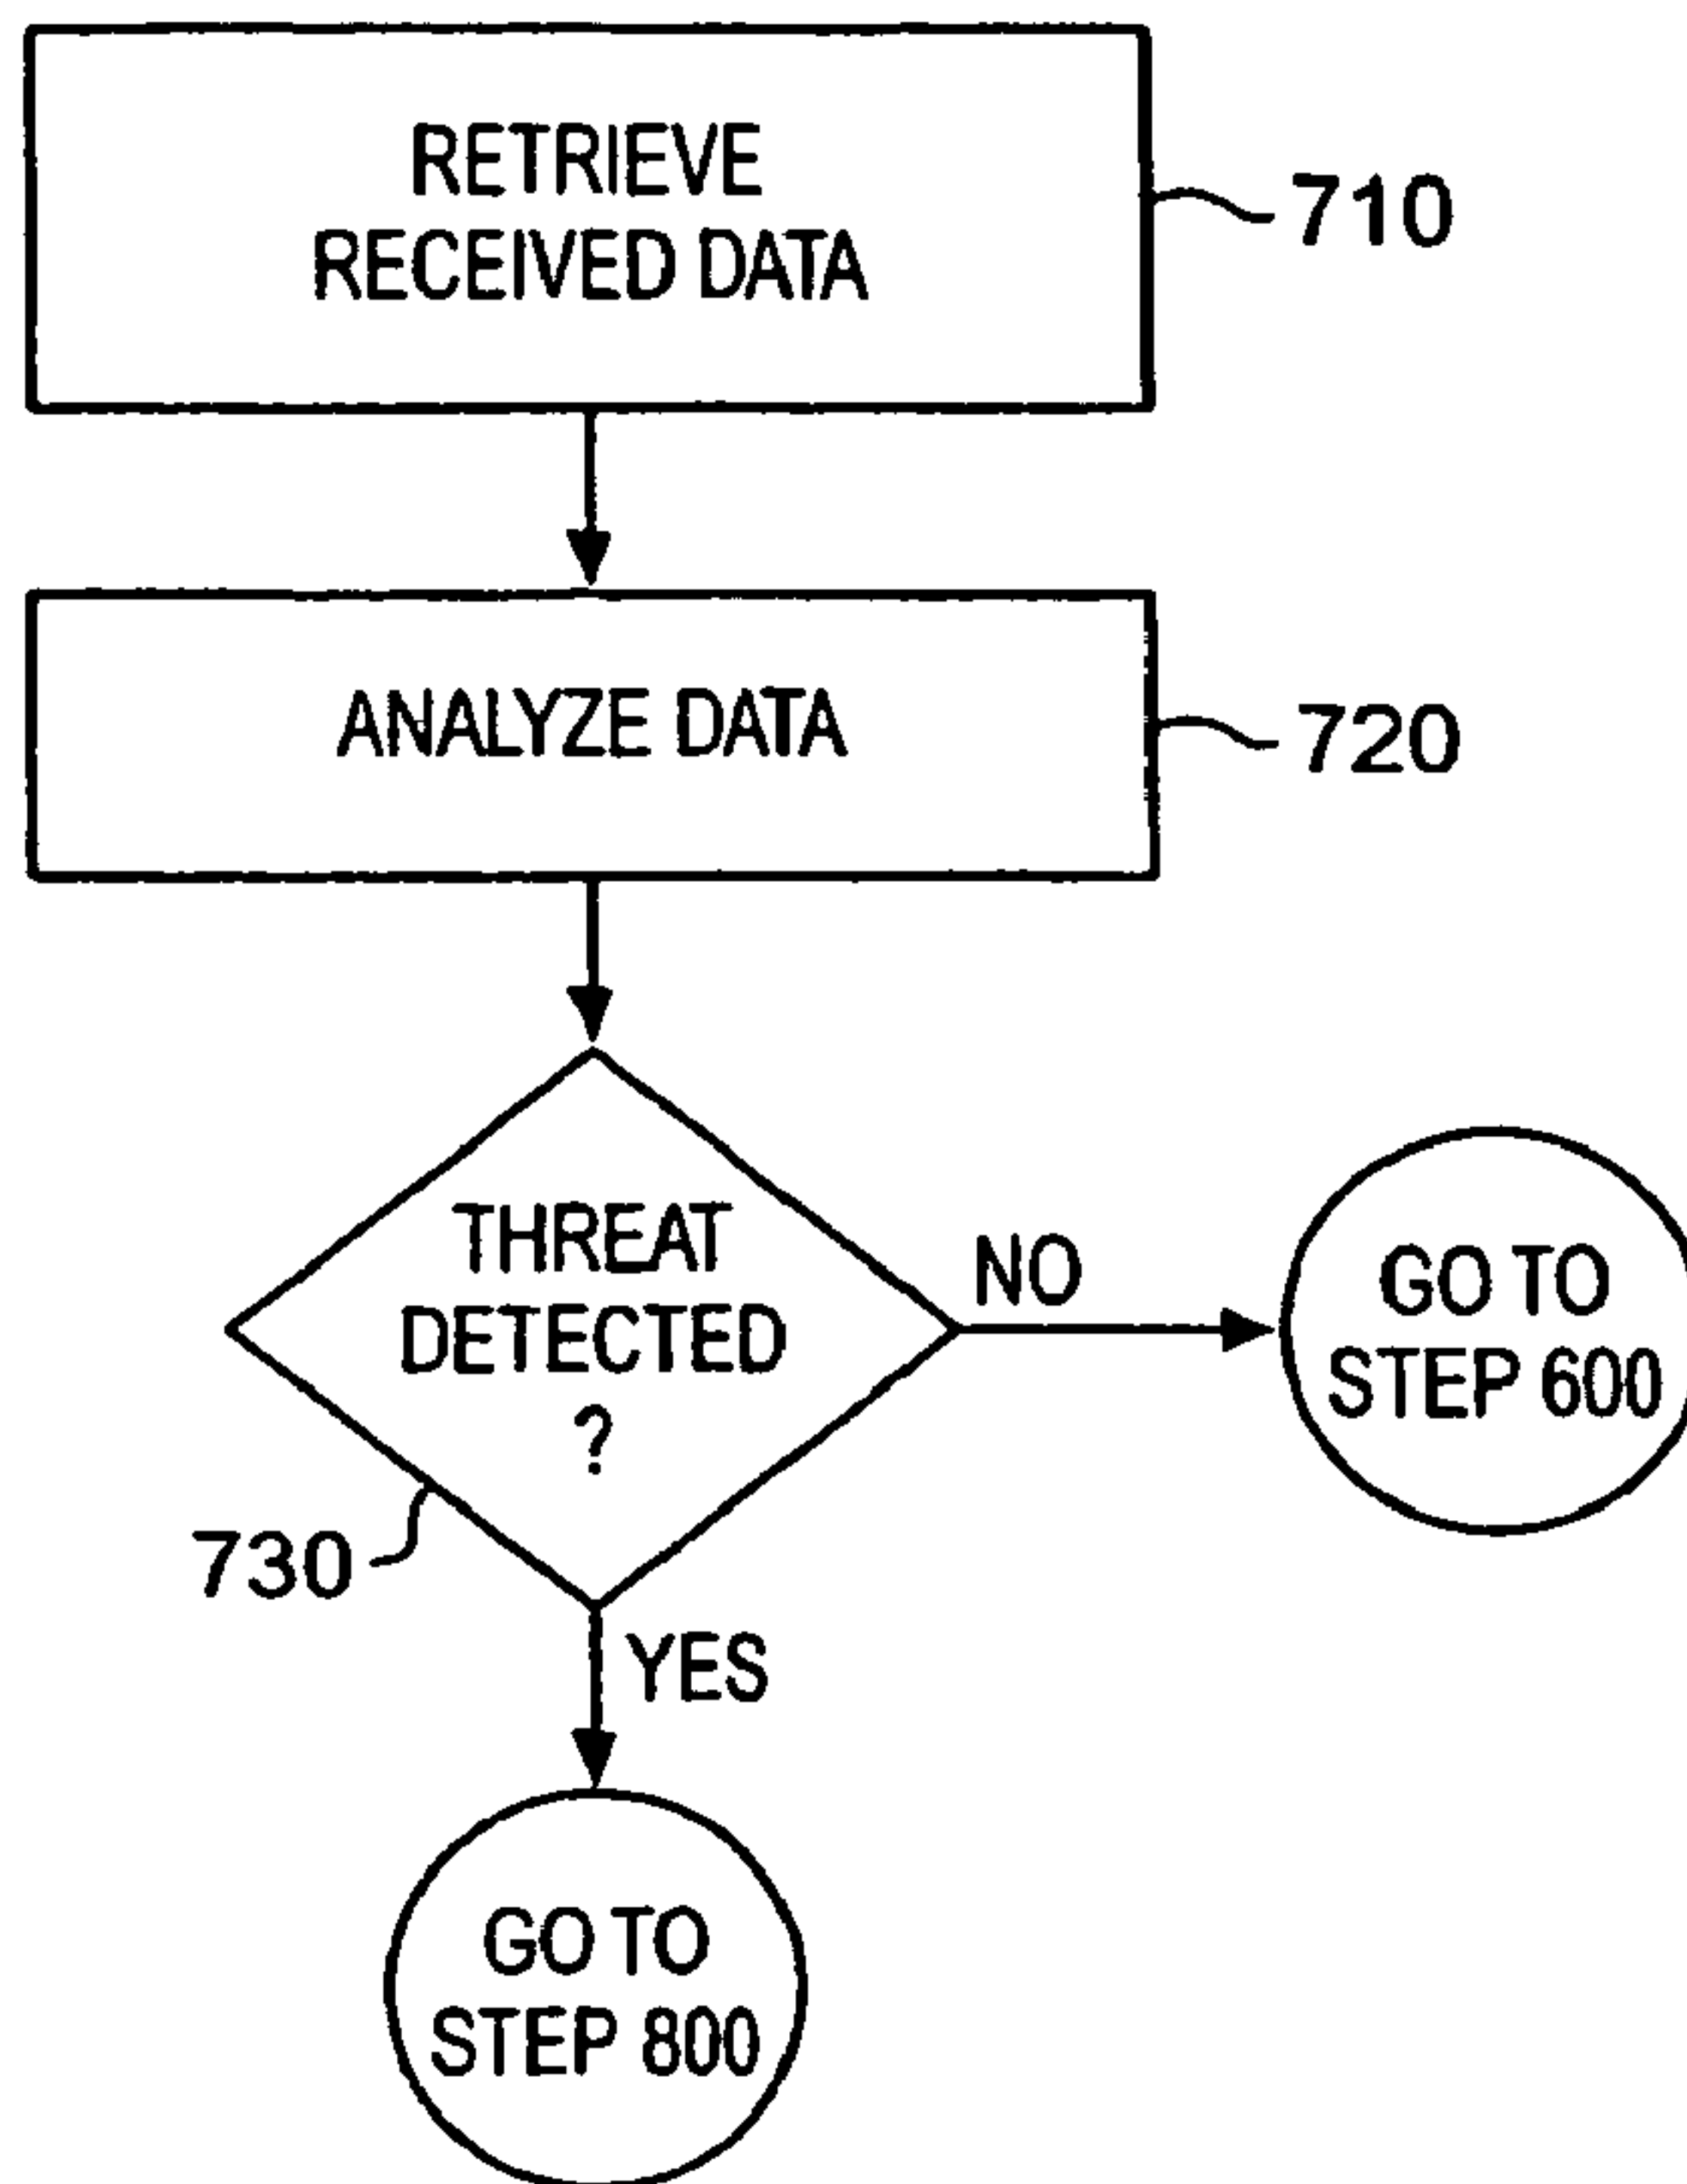 RETRIEVE
RECEIVED DATA
710
ANALYZE DATA
720
THREAT
DETECTED
?
NO
GO TO
STEP 600
730
YES
GO TO
STEP 800